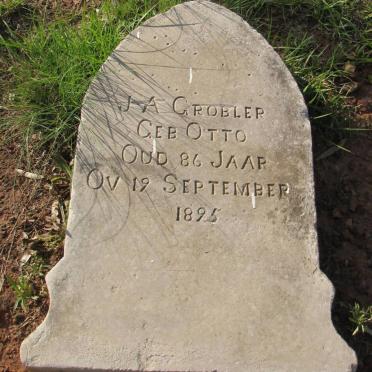 J A GROBLER
GEB OTTO
OUD 86 JAAR
OV 19 SEPTEMBER
1895